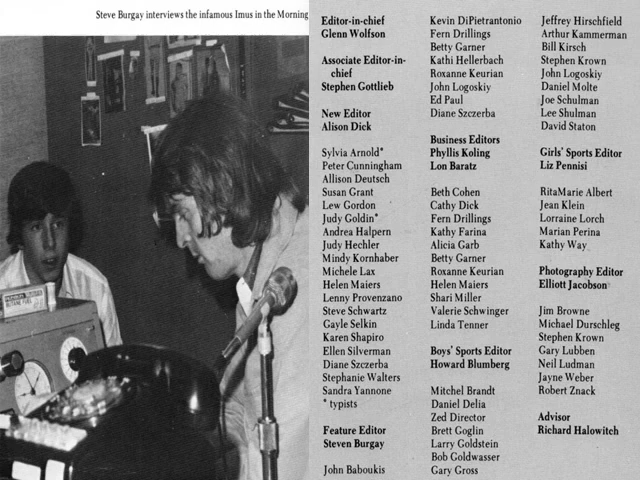 Steve Burgay interviews the infamous Imus in the Morning
Editor-in-chief
Glenn Wolfson
Associate Editor-in-
chief
Stephen Gottlieb
New Editor
Alison Dick
Sylvia Arnold*
Peter Cunningham
Allison Deutsch
Susan Grant
Lew Gordon
Judy Goldin*
Andrea Halpern
Judy Hechler
Mindy Kornhaber
Michele Lax
Helen Maiers
Lenny Provenzano
Steve Schwartz
Gayle Selkin
Karen Shapiro
Ellen Silverman
Diane Szczerba
Stephanie Walters
Sandra Yannone
* typists
Feature Editor
Steven Burgay
John Baboukis
Kevin DiPietrantonio
Fern Drillings
Betty Garner
Kathi Hellerbach
Roxanne Keurian
John Logoskiy
Ed Paul
Diane Szczerba
Business Editors
Phyllis Koling
Lon Baratz
Beth Cohen
Cathy Dick
Fern Drillings
Kathy Farina
Alicia Garb
Betty Garner
Roxanne Keurian
Helen Maiers
Shari Miller
Valerie Schwinger
Linda Tenner
Boys' Sports Editor
Howard Blumberg
Mitchel Brandt
Daniel Delia
Zed Director
Brett Goglin
Larry Goldstein
Bob Goldwasser
Gary Gross
Jeffrey Hirschfield
Arthur Kammerman
Bill Kirsch
Stephen Krown
John Logoskiy
Daniel Molte
Joe Schulman
Lee Shulman
David Staton
Girls' Sports Editor
Liz Pennisi
RitaMarie Albert
Jean Klein
Lorraine Lorch
Marian Perina
Kathy Way
Photography Editor
Elliott Jacobson
Jim Browne
Michael Durschleg
Stephen Krown
Gary Lubben
Neil Ludman
Jayne Weber
Robert Znack
Advisor
Richard Halowitch